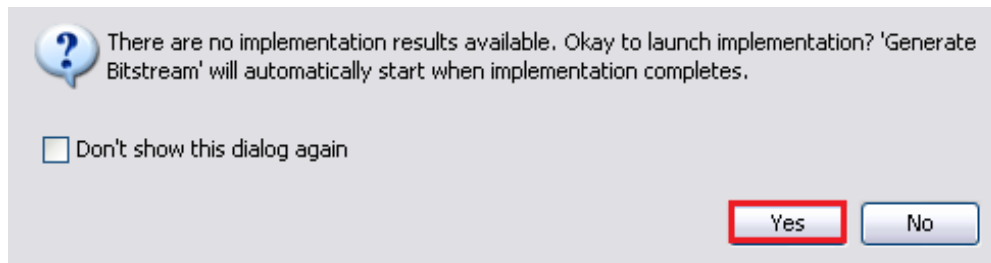 There are no implementation results available. Okay to launch implementation? 'Generate
Bitstream' will automatically start when implementation completes.
Don't show this dialog again
Yes No